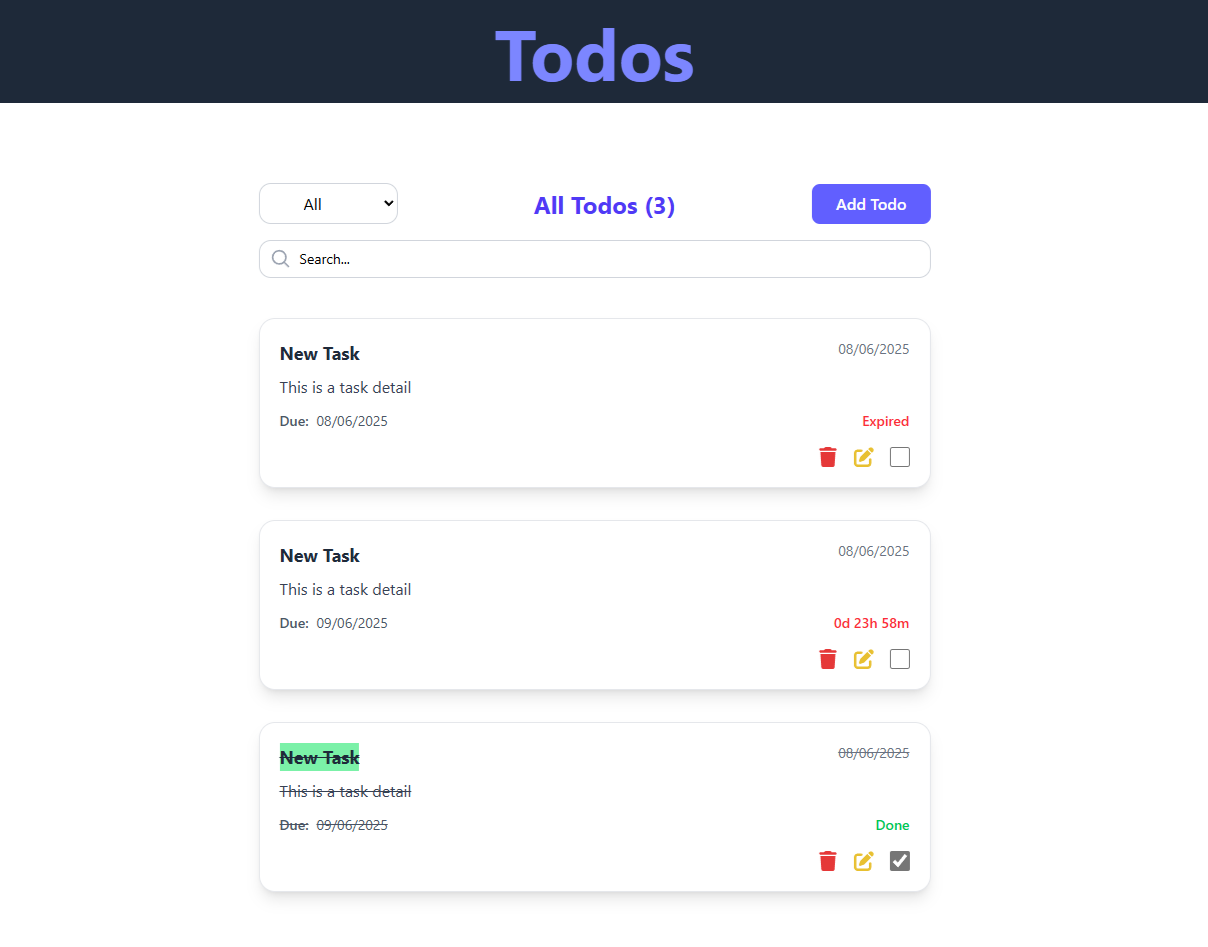 Todos
All
All Todos (3)
Add Todo
Search...
New Task
08/06/2025
This is a task detail
Due: 08/06/2025
Expired
New Task
08/06/2025
This is a task detail
Due: 09/06/2025
0d 23h 58m
New Task
08/06/2025
This is a task detail
Due: 09/06/2025
Done